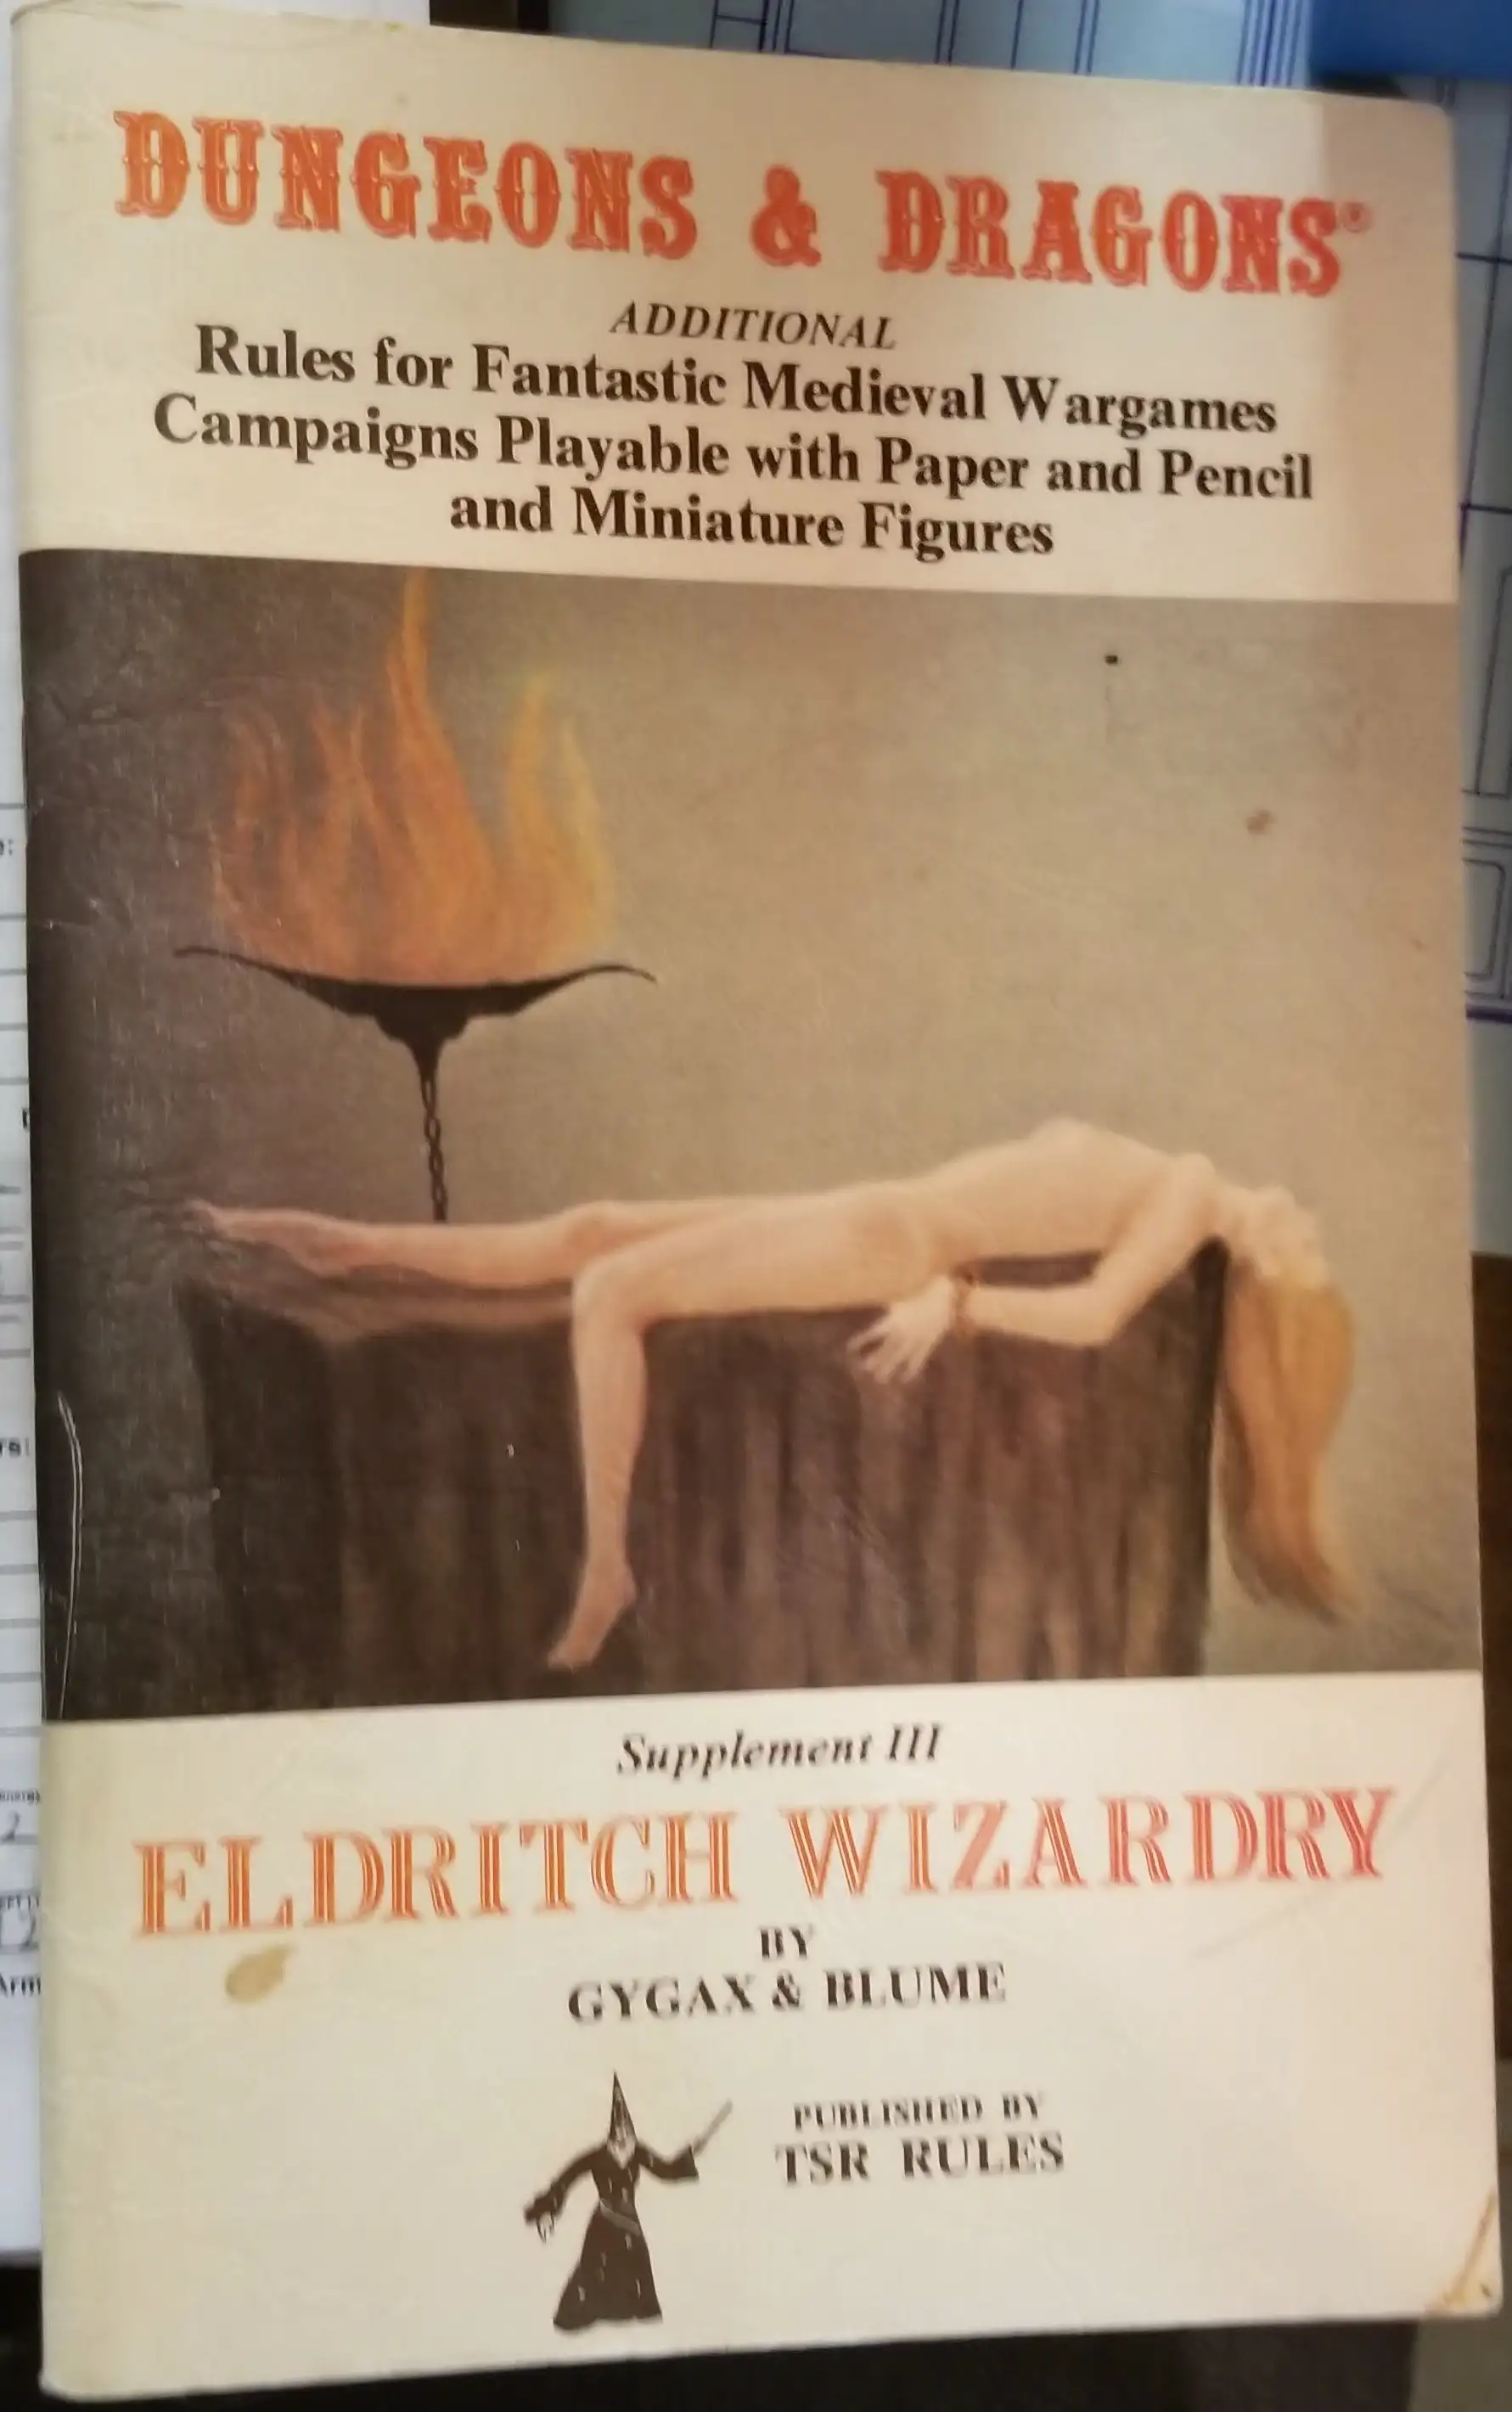 DUNGEONS & DRAGONS®
ADDITIONAL
Rules for Fantastic Medieval Wargames
Campaigns Playable with Paper and Pencil
and Miniature Figures
Supplement III
ELDRITCH WIZARDRY
BY
GYGAX & BLUME
PUBLISHED BY
TSR RULES